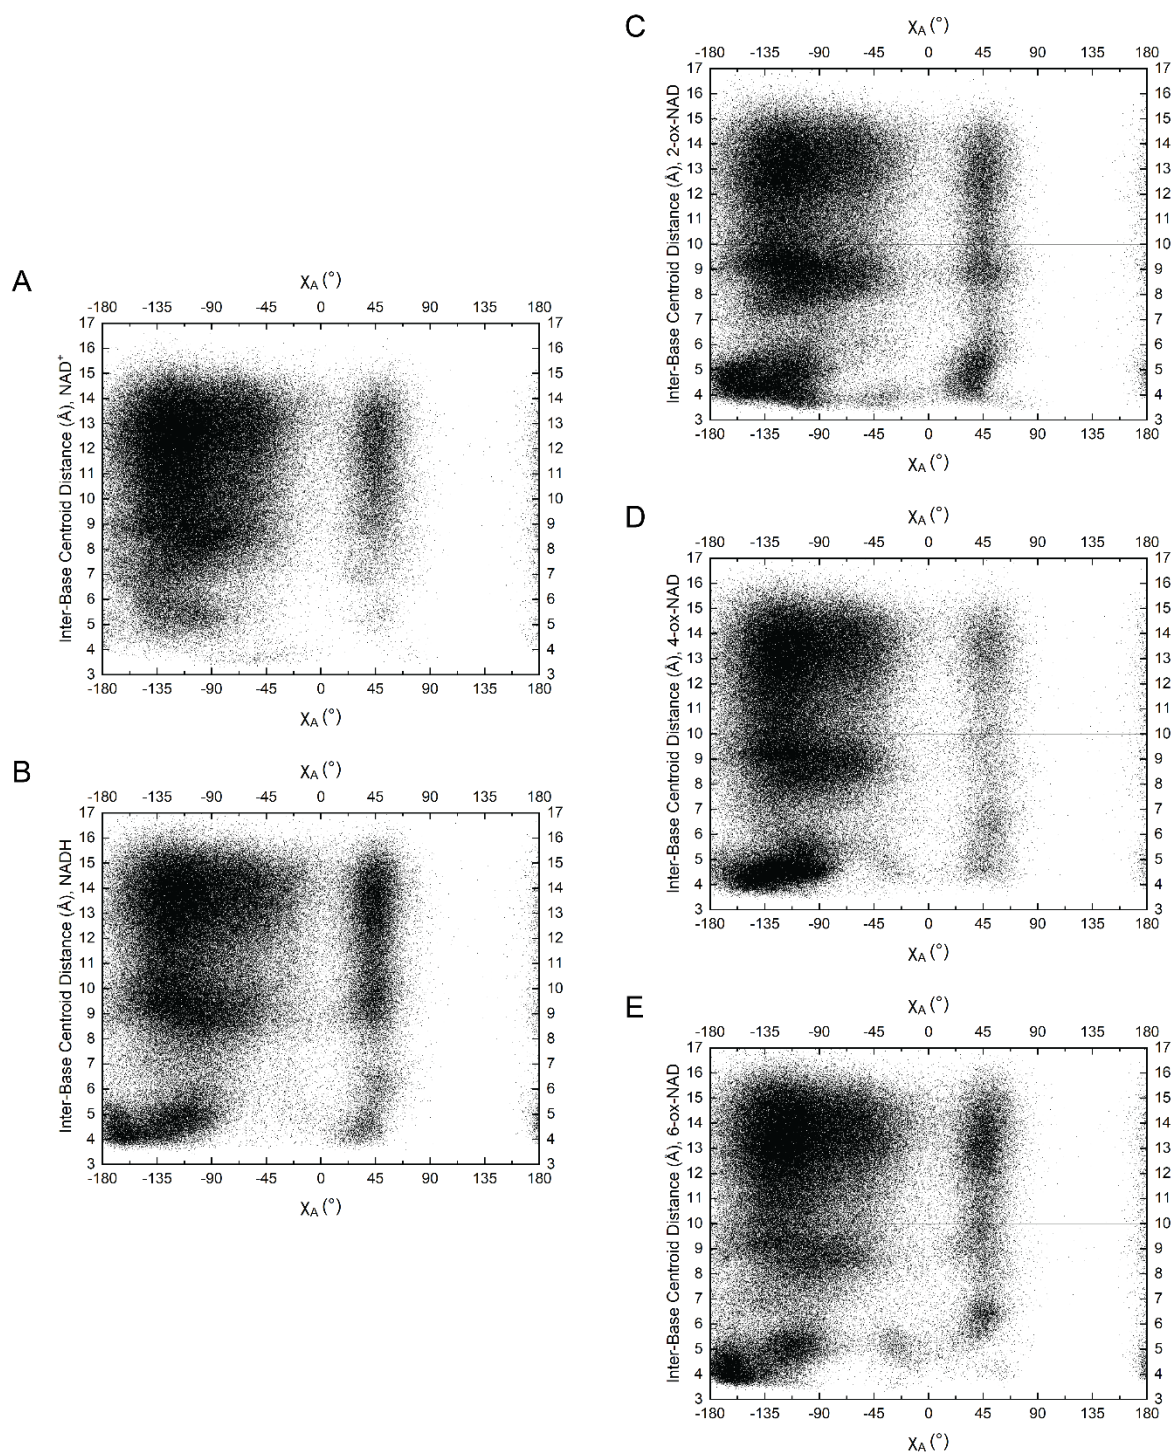 A
χA (°)
-180 -135 -90 -45 0 45 90 135 180
17 17
16 16
15 15
14 14
13 13
12 12
11 11
10 10
9 9
8 8
7 7
6 6
5 5
4 4
3 3
Inter-Base Centroid Distance (Å), NAD+
-180 -135 -90 -45 0 45 90 135 180
χA (°)
B
χA (°)
-180 -135 -90 -45 0 45 90 135 180
17 17
16 16
15 15
14 14
13 13
12 12
11 11
10 10
9 9
8 8
7 7
6 6
5 5
4 4
3 3
Inter-Base Centroid Distance (Å), NADH
-180 -135 -90 -45 0 45 90 135 180
χA (°)
C
χA (°)
-180 -135 -90 -45 0 45 90 135 180
17 17
16 16
15 15
14 14
13 13
12 12
11 11
10 10
9 9
8 8
7 7
6 6
5 5
4 4
3 3
Inter-Base Centroid Distance (Å), 2-ox-NAD
-180 -135 -90 -45 0 45 90 135 180
χA (°)
D
χA (°)
-180 -135 -90 -45 0 45 90 135 180
17 17
16 16
15 15
14 14
13 13
12 12
11 11
10 10
9 9
8 8
7 7
6 6
5 5
4 4
3 3
Inter-Base Centroid Distance (Å), 4-ox-NAD
-180 -135 -90 -45 0 45 90 135 180
χA (°)
E
χA (°)
-180 -135 -90 -45 0 45 90 135 180
17 17
16 16
15 15
14 14
13 13
12 12
11 11
10 10
9 9
8 8
7 7
6 6
5 5
4 4
3 3
Inter-Base Centroid Distance (Å), 6-ox-NAD
-180 -135 -90 -45 0 45 90 135 180
χA (°)